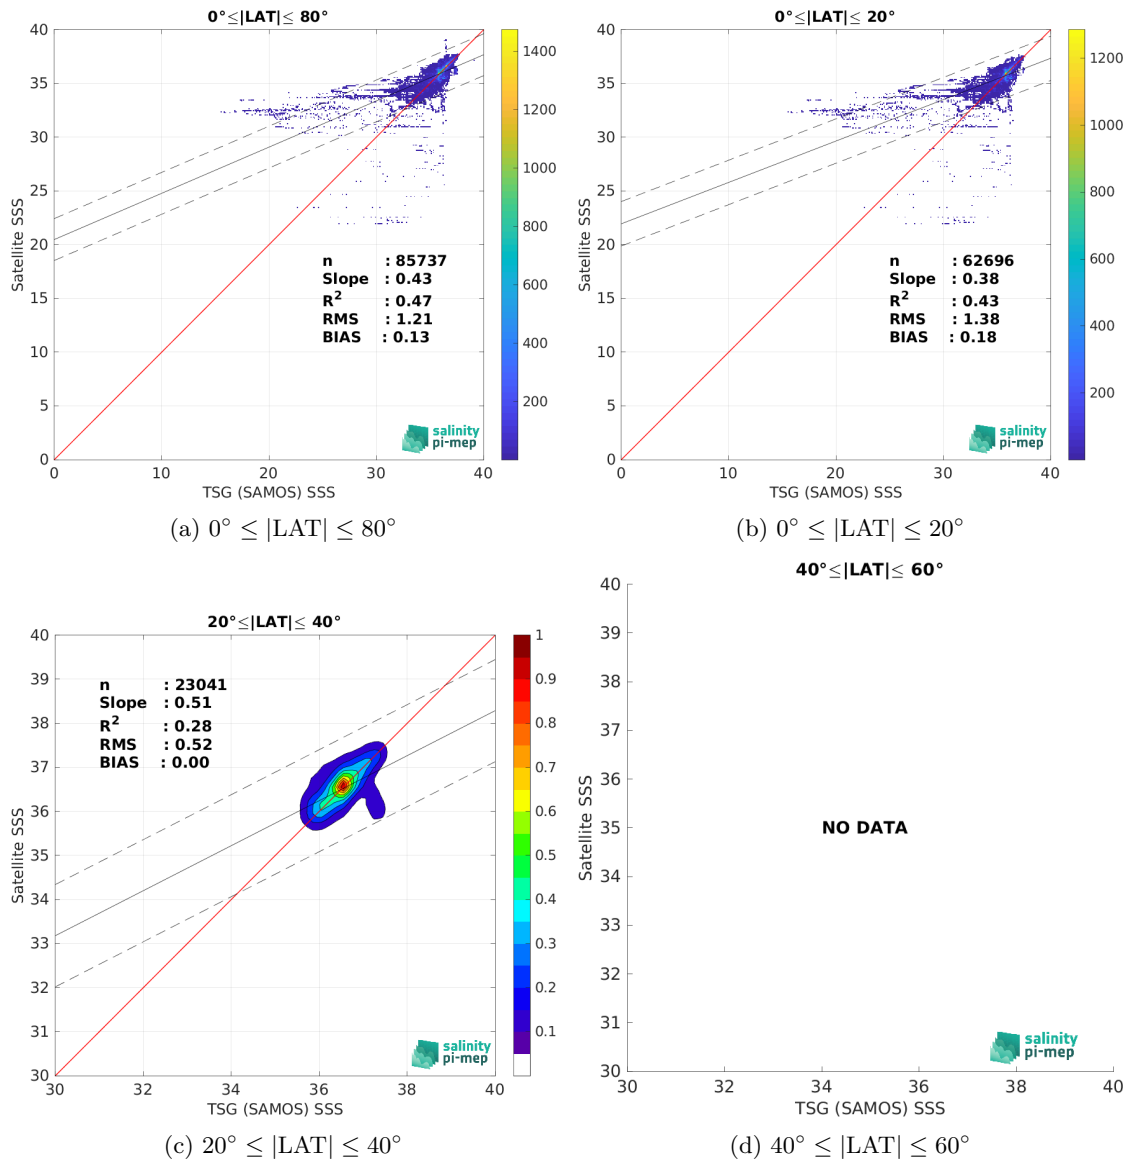 0°≤|LAT|≤ 80°
40
35
30
25
20
15
10
5
0
0
10
20
30
40
Satellite SSS
TSG (SAMOS) SSS
n : 85737
Slope : 0.43
R² : 0.47
RMS : 1.21
BIAS : 0.13
salinity
pi-mep
1400
1200
1000
800
600
400
200
(a) 0° ≤ |LAT| ≤ 80°
0°≤|LAT|≤ 20°
40
35
30
25
20
15
10
5
0
0
10
20
30
40
Satellite SSS
TSG (SAMOS) SSS
n : 62696
Slope : 0.38
R² : 0.43
RMS : 1.38
BIAS : 0.18
salinity
pi-mep
1200
1000
800
600
400
200
(b) 0° ≤ |LAT| ≤ 20°
20°≤|LAT|≤ 40°
40
39
38
37
36
35
34
33
32
31
30
30
32
34
36
38
40
Satellite SSS
TSG (SAMOS) SSS
n : 23041
Slope : 0.51
R² : 0.28
RMS : 0.52
BIAS : 0.00
salinity
pi-mep
1
0.9
0.8
0.7
0.6
0.5
0.4
0.3
0.2
0.1
(c) 20° ≤ |LAT| ≤ 40°
40°≤|LAT|≤ 60°
40
39
38
37
36
35
34
33
32
31
30
30
32
34
36
38
40
Satellite SSS
TSG (SAMOS) SSS
NO DATA
salinity
pi-mep
(d) 40° ≤ |LAT| ≤ 60°